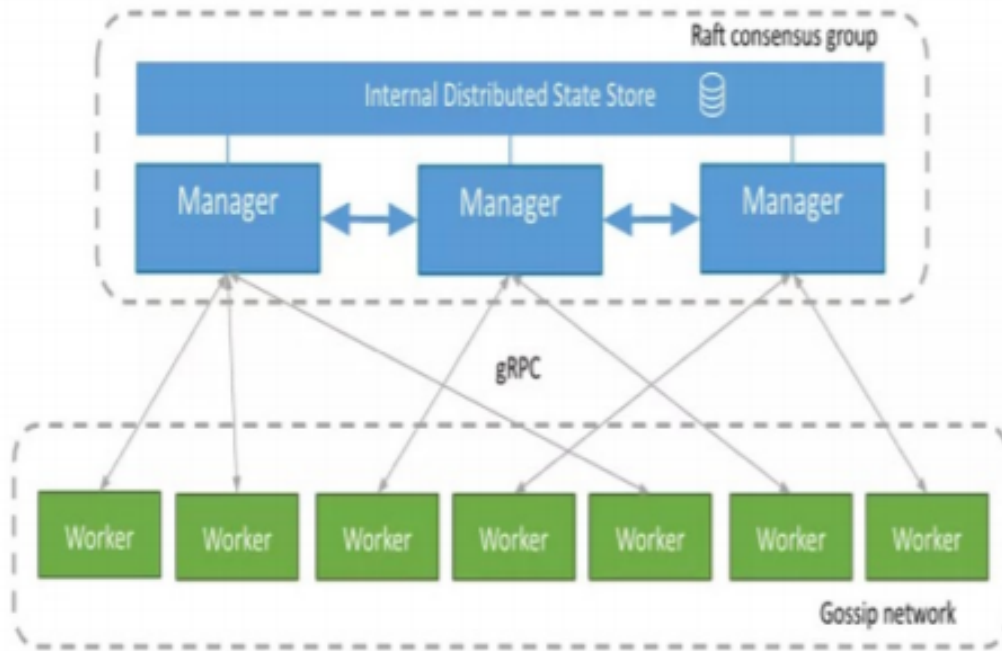 Raft consensus group
Internal Distributed State Store
Manager
Manager
Manager
gRPC
Worker
Worker
Worker
Worker
Worker
Worker
Worker
Gossip network